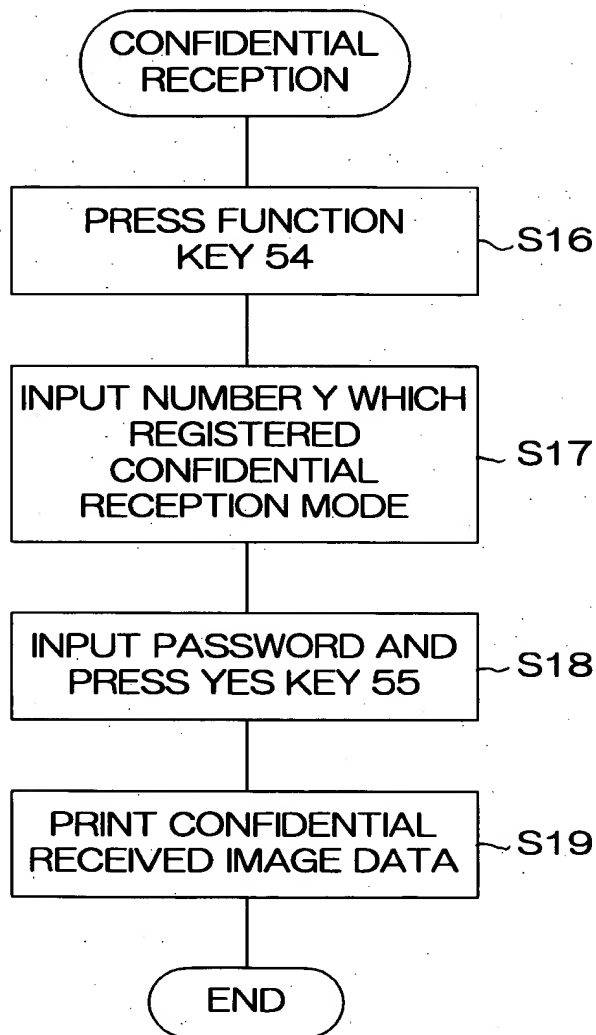 CONFIDENTIAL
RECEPTION
PRESS FUNCTION
KEY 54
S16
INPUT NUMBER Y WHICH
REGISTERED
CONFIDENTIAL
RECEPTION MODE
S17
INPUT PASSWORD AND
PRESS YES KEY 55
S18
PRINT CONFIDENTIAL
RECEIVED IMAGE DATA
S19
END